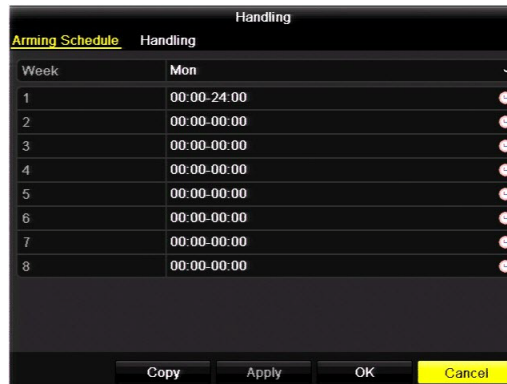 Handling
Arming Schedule Handling
Week Mon
1 00:00-24:00
2 00:00-00:00
3 00:00-00:00
4 00:00-00:00
5 00:00-00:00
6 00:00-00:00
7 00:00-00:00
8 00:00-00:00
Copy Apply OK Cancel